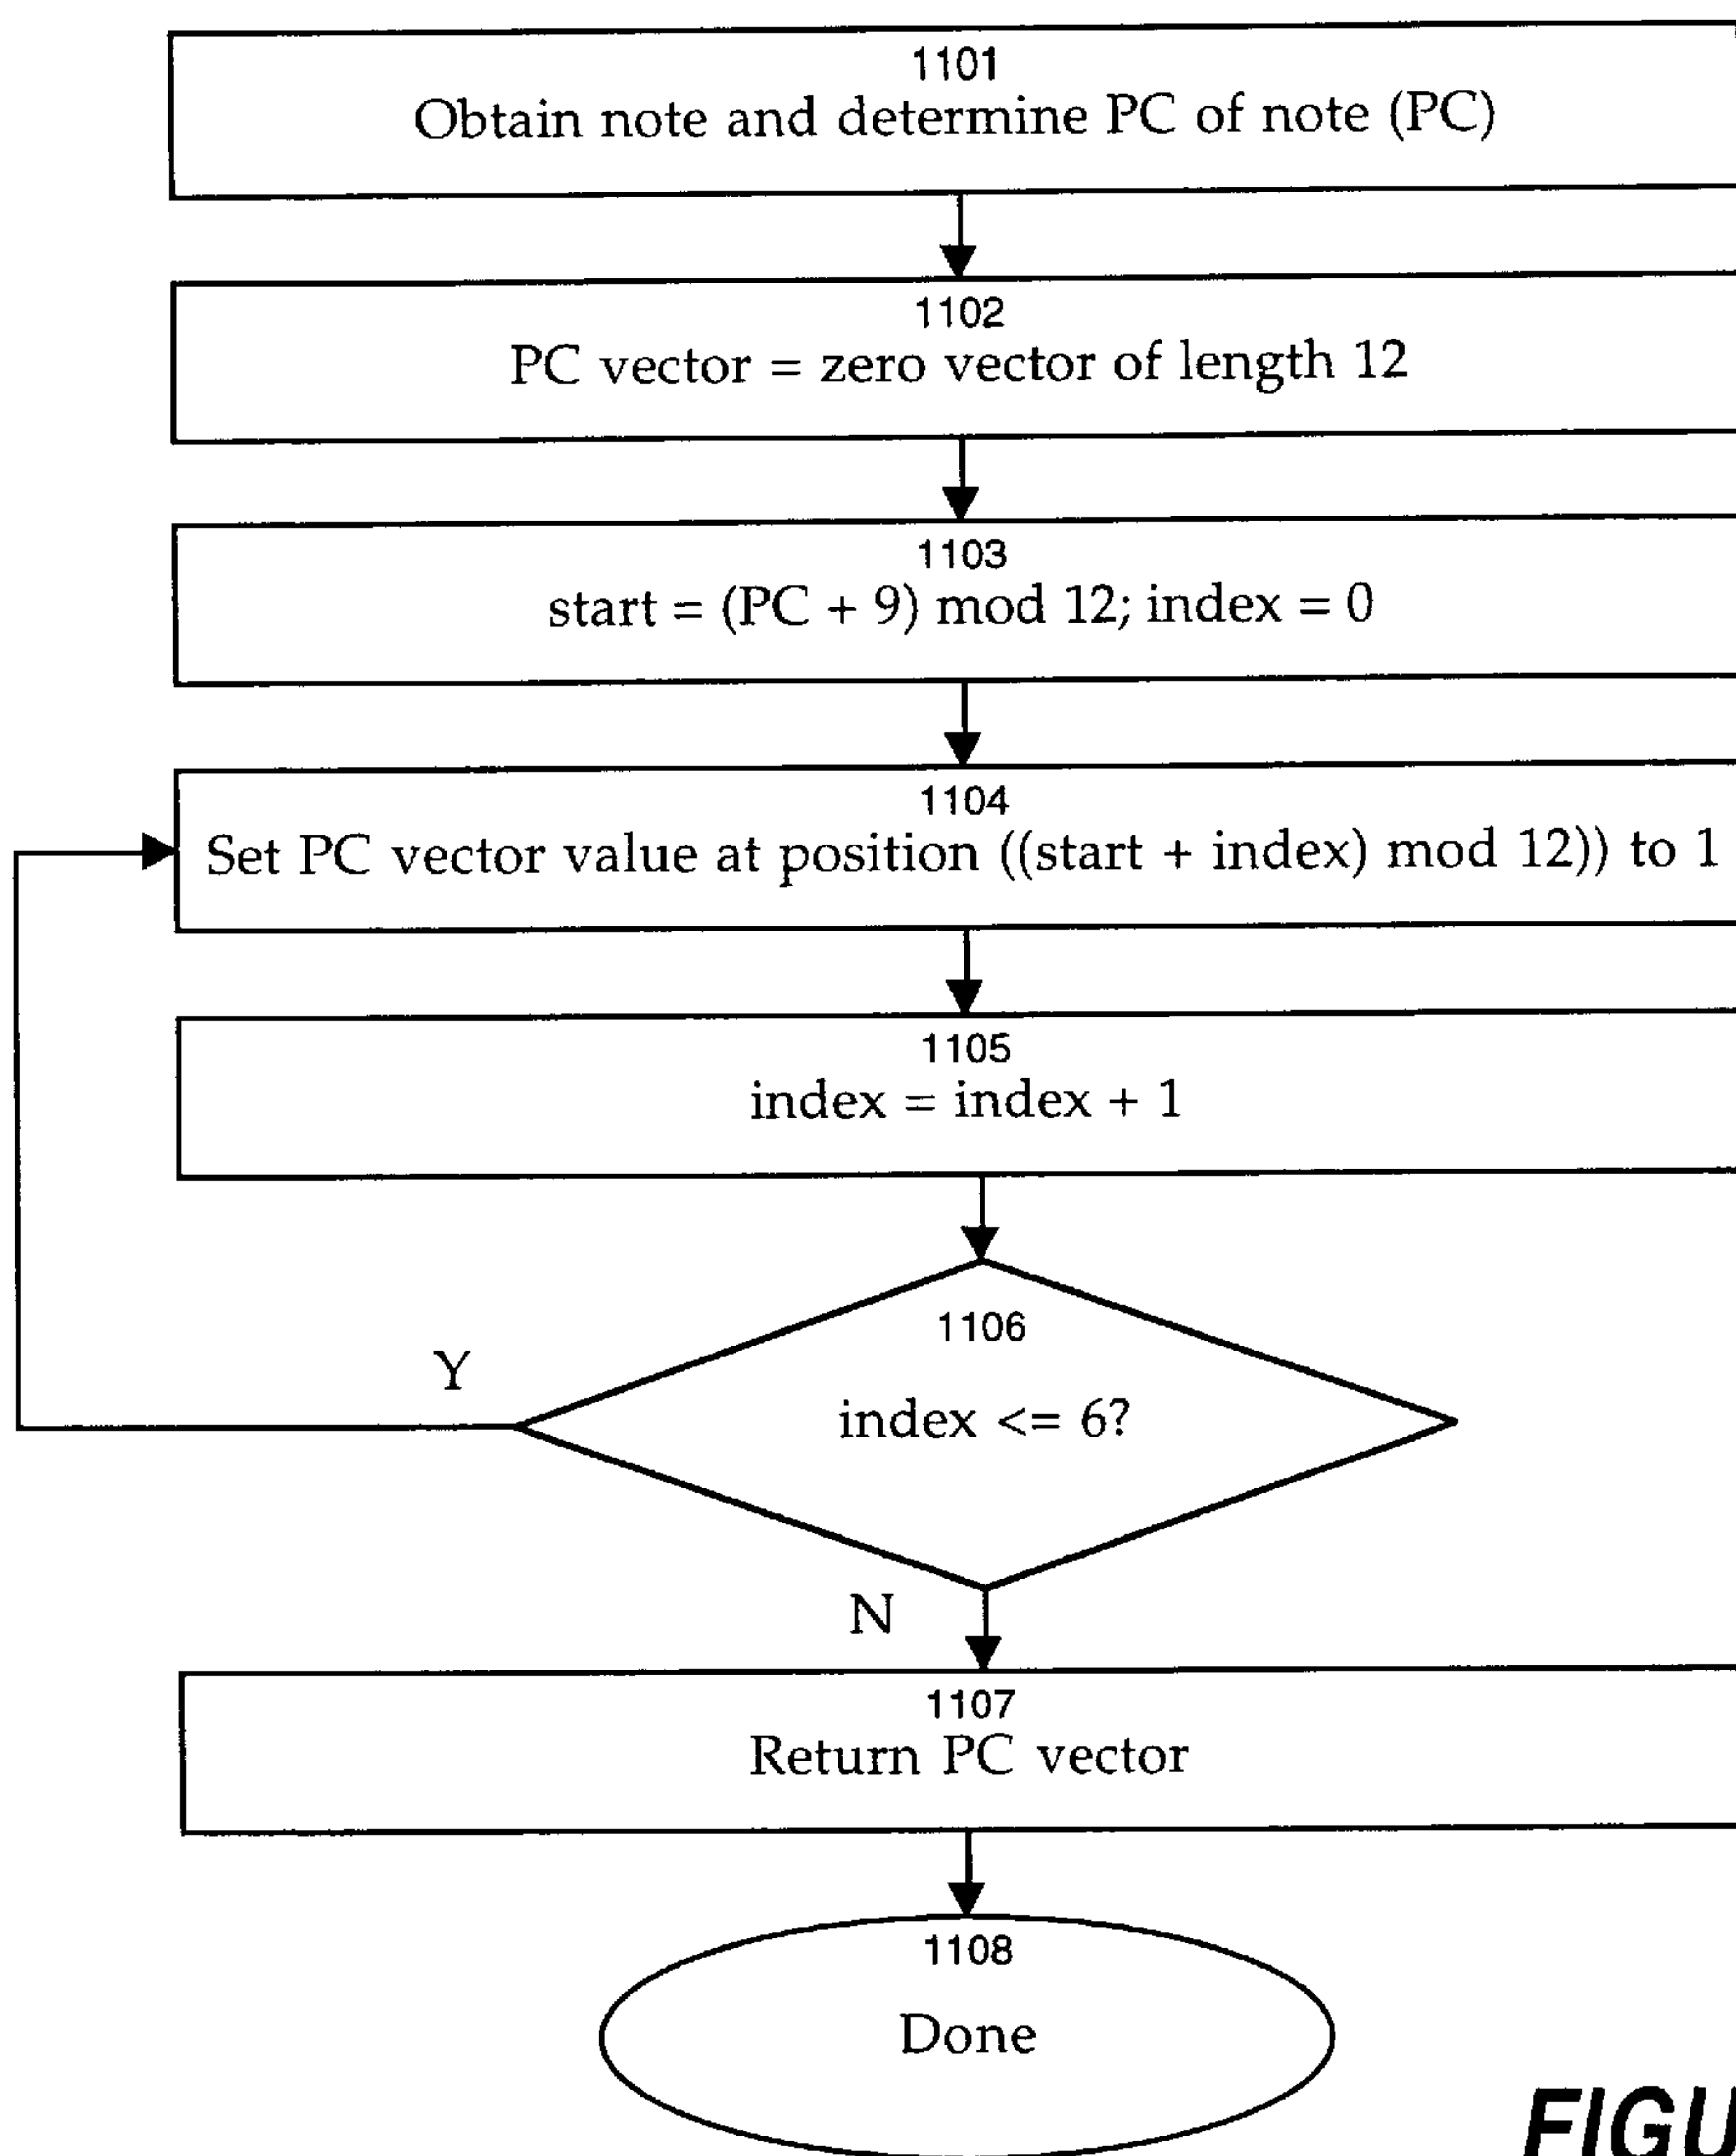 1101
Obtain note and determine PC of note (PC)
1102
PC vector = zero vector of length 12
1103
start = (PC + 9) mod 12; index = 0
1104
Set PC vector value at position ((start + index) mod 12)) to 1
1105
index = index + 1
1106
Y
index <= 6?
N
1107
Return PC vector
1108
Done